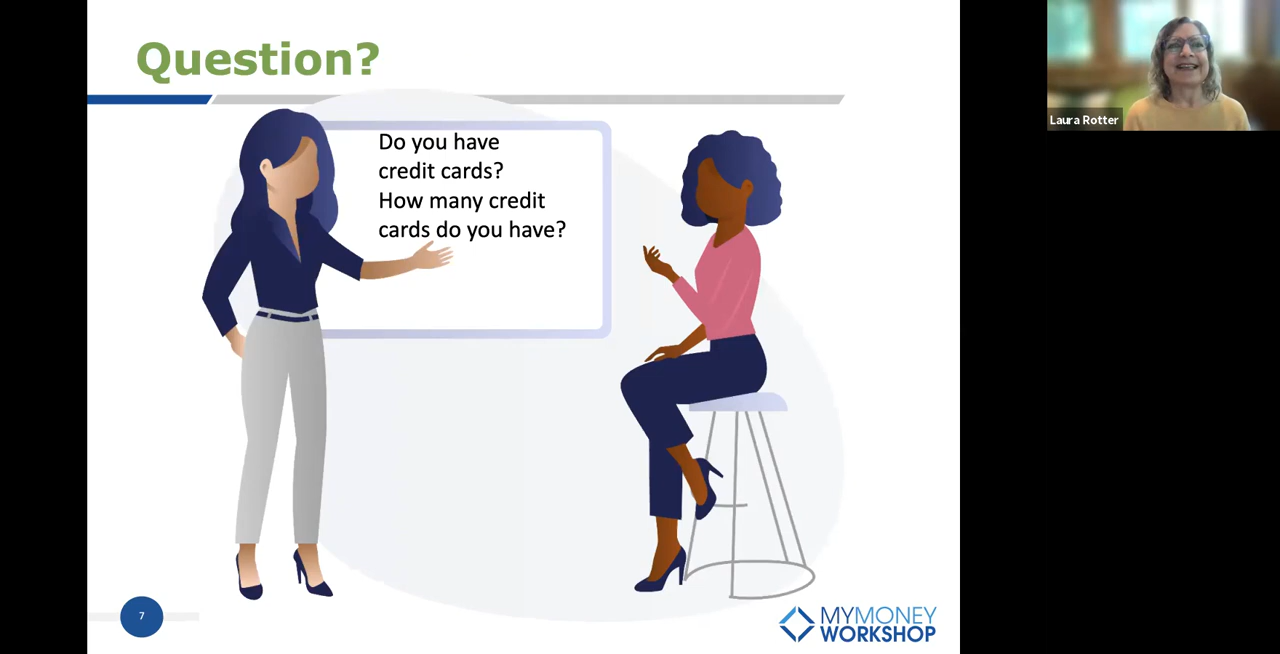 Question?
Do you have
credit cards?
How many credit
cards do you have?
Laura Rotter
7
MYMONEY
WORKSHOP